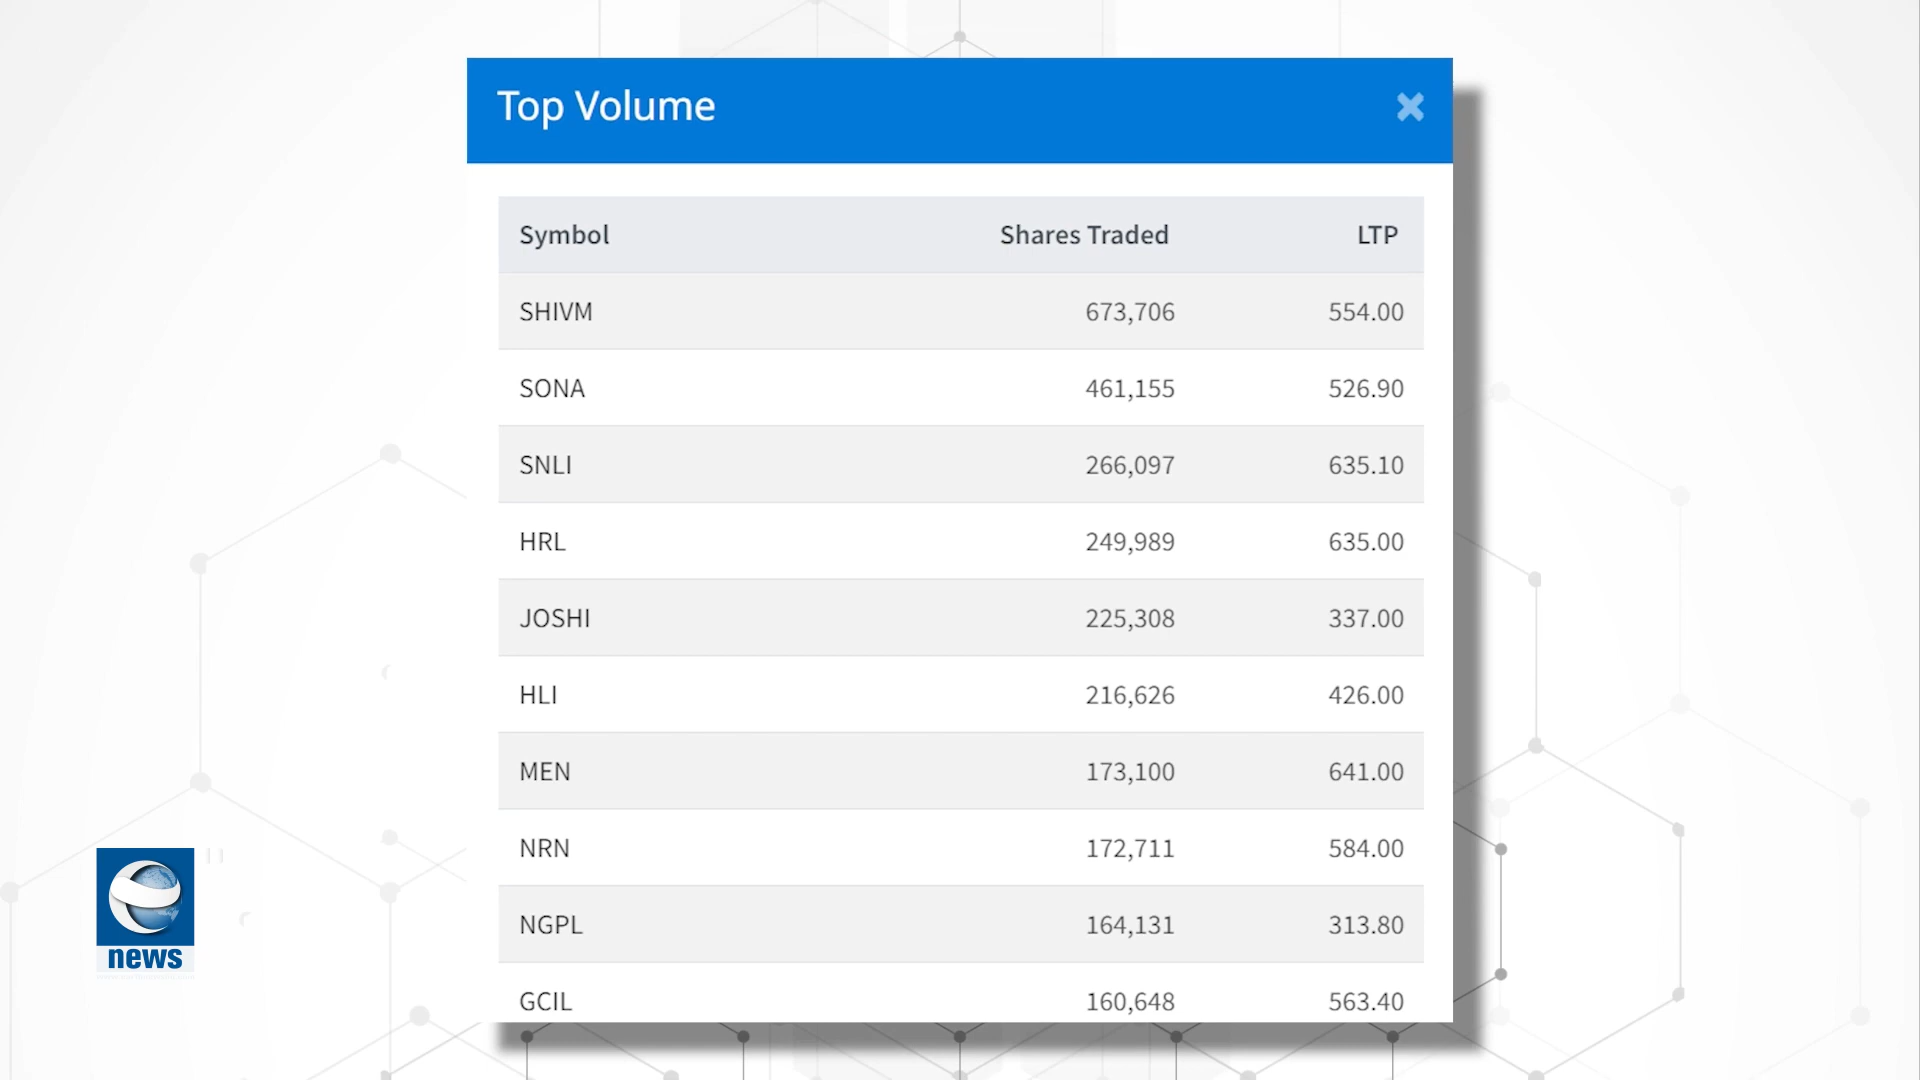 Top Volume
Symbol Shares Traded LTP
SHIVM 673,706 554.00
SONA 461,155 526.90
SNLI 266,097 635.10
HRL 249,989 635.00
JOSHI 225,308 337.00
HLI 216,626 426.00
MEN 173,100 641.00
NRN 172,711 584.00
NGPL 164,131 313.80
GCIL 160,648 563.40
news